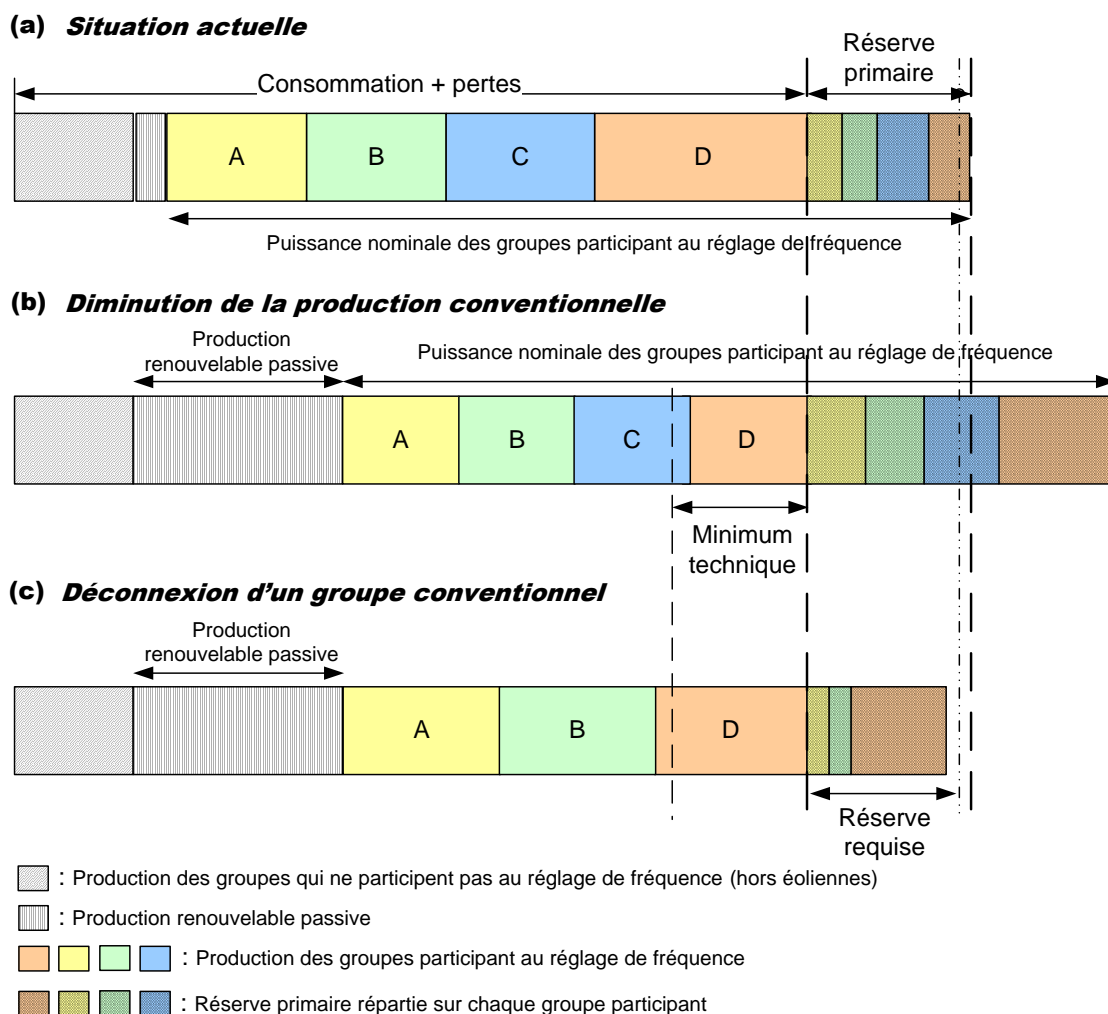 (a) Situation actuelle
Réserve
primaire
Consommation + pertes
A B C D
Puissance nominale des groupes participant au réglage de fréquence
(b) Diminution de la production conventionnelle
Production
renouvelable passive
Puissance nominale des groupes participant au réglage de fréquence
A B C D
Minimum
technique
(c) Déconnexion d'un groupe conventionnel
Production
renouvelable passive
A B D
Réserve
requise
: Production des groupes qui ne participent pas au réglage de fréquence (hors éoliennes)
: Production renouvelable passive
: Production des groupes participant au réglage de fréquence
: Réserve primaire répartie sur chaque groupe participant